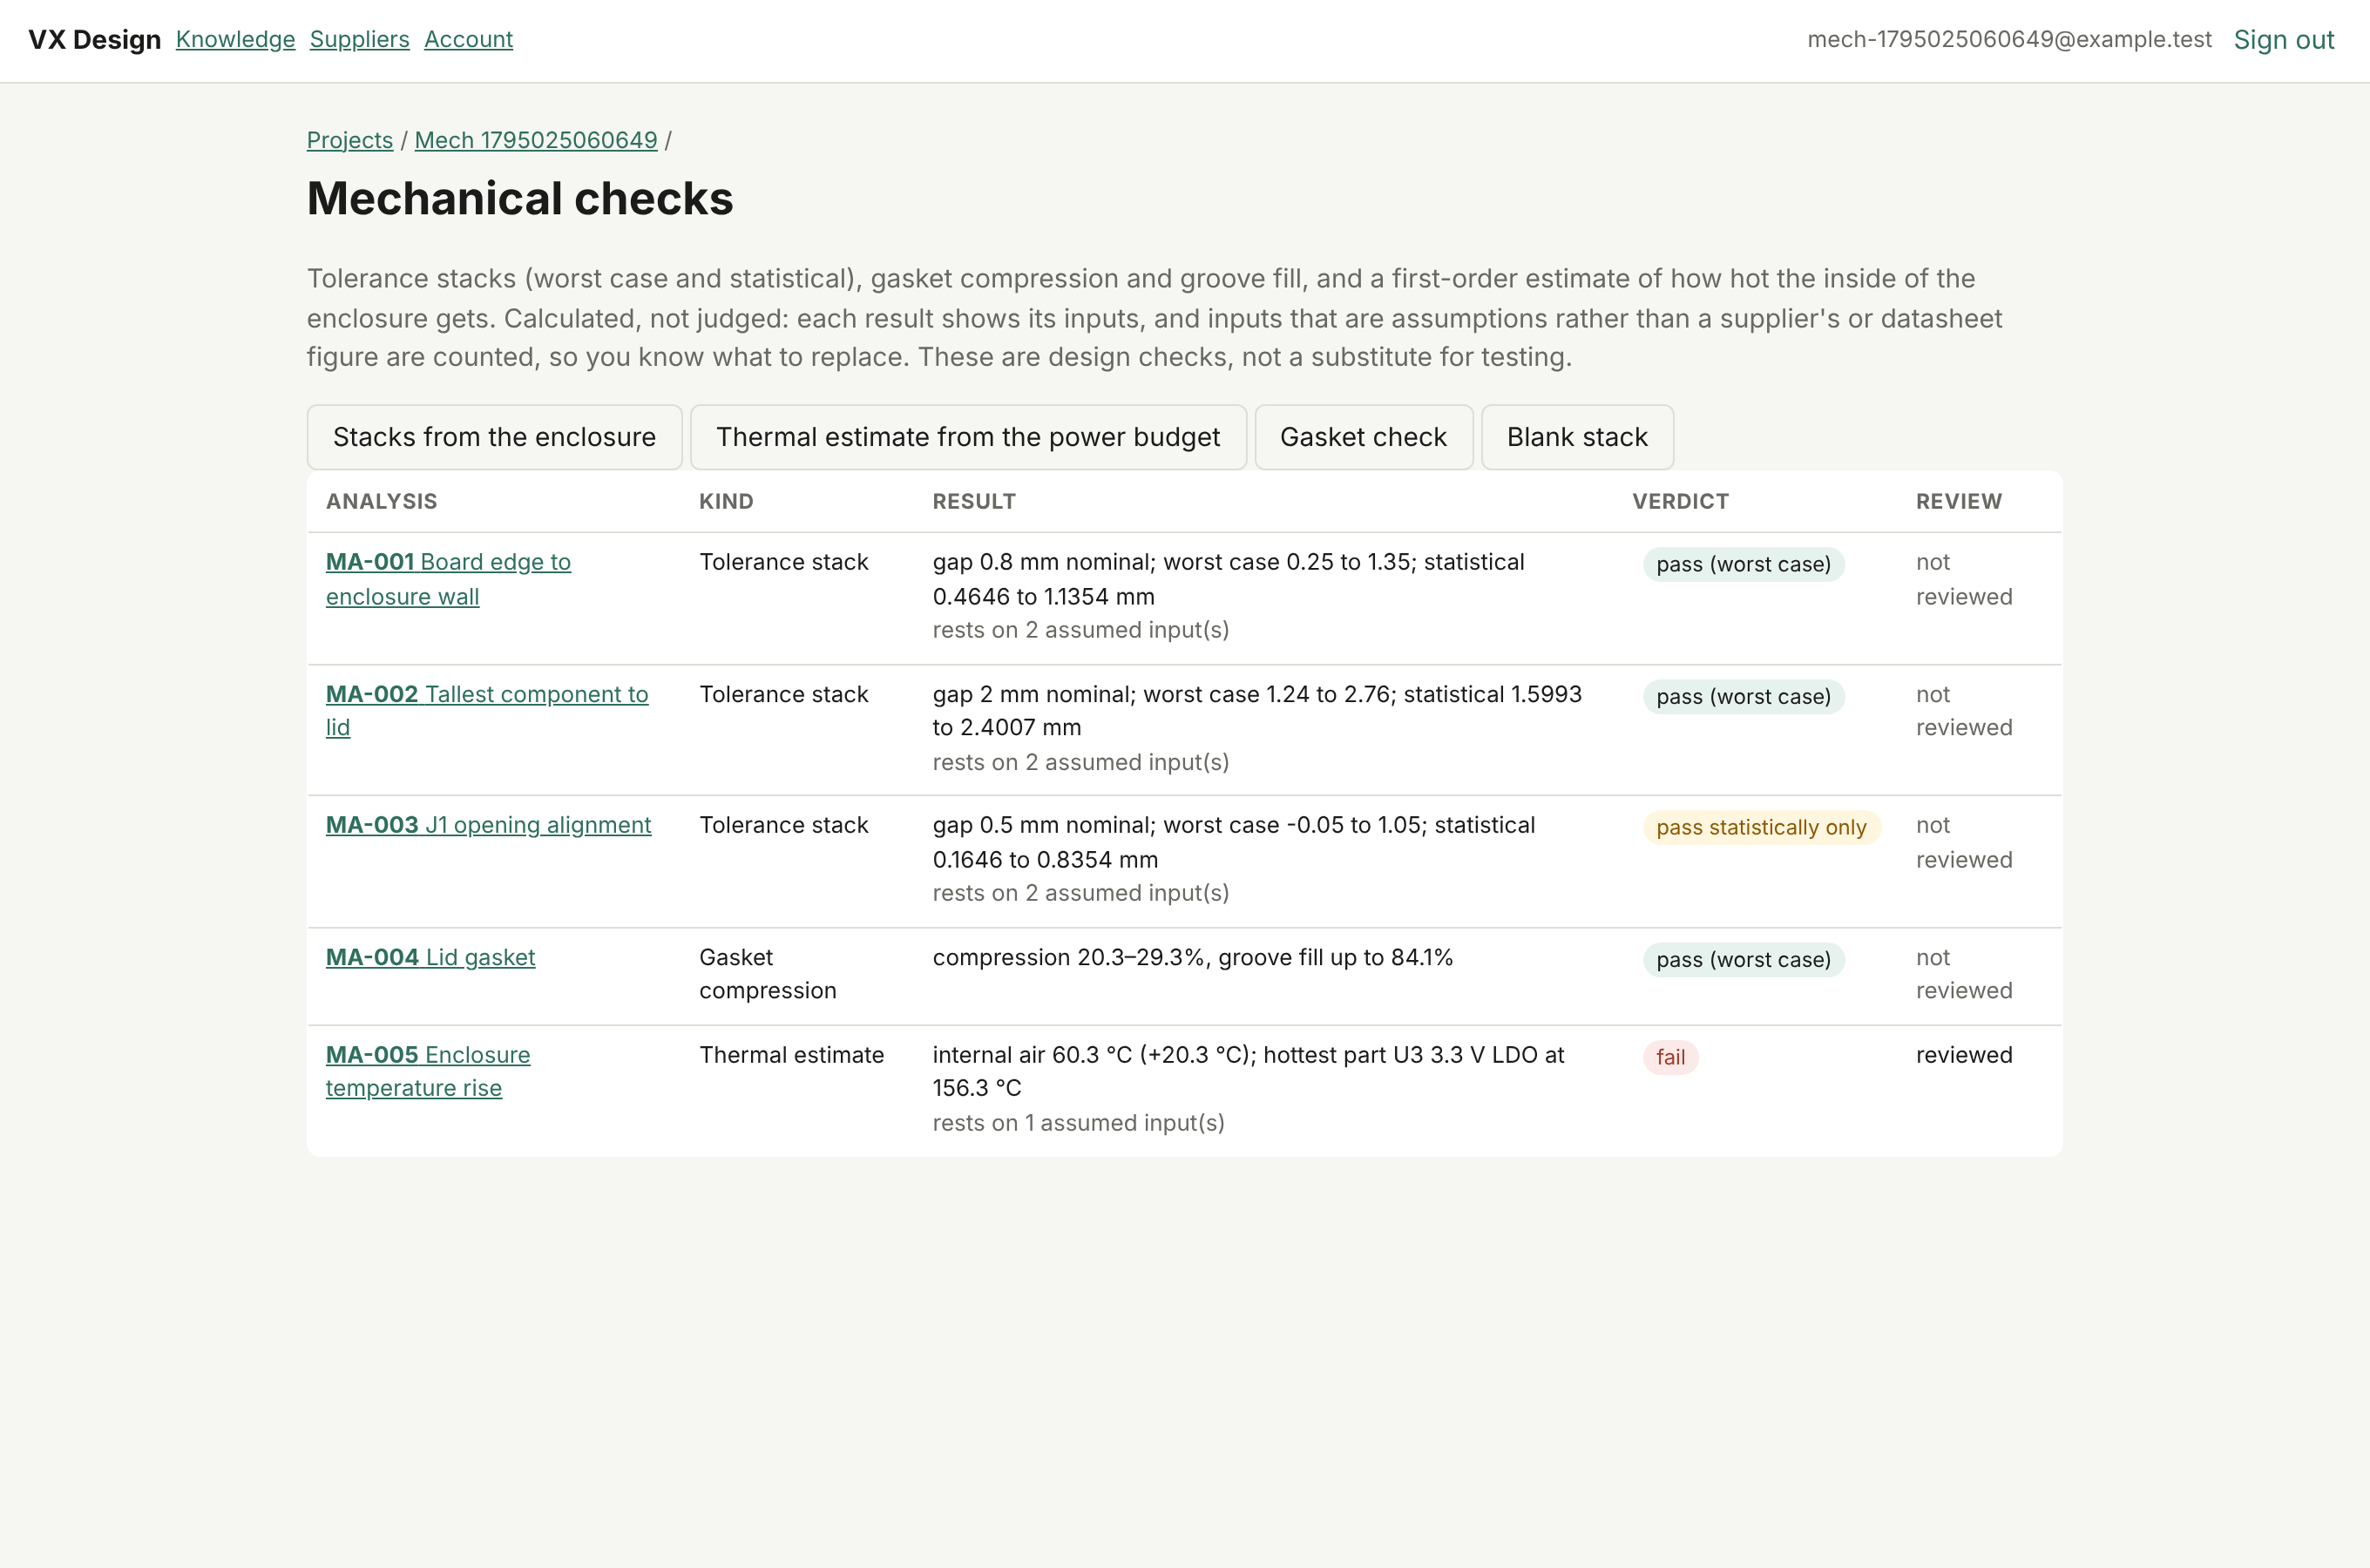 VX Design Knowledge Suppliers Account mech-1795025060649@example.test Sign out
Projects / Mech 1795025060649 /
Mechanical checks
Tolerance stacks (worst case and statistical), gasket compression and groove fill, and a first-order estimate of how hot the inside of the
enclosure gets. Calculated, not judged: each result shows its inputs, and inputs that are assumptions rather than a supplier's or datasheet
figure are counted, so you know what to replace. These are design checks, not a substitute for testing.
Stacks from the enclosure Thermal estimate from the power budget Gasket check Blank stack
ANALYSIS KIND RESULT VERDICT REVIEW
MA-001 Board edge to Tolerance stack gap 0.8 mm nominal; worst case 0.25 to 1.35; statistical pass (worst case) not
enclosure wall 0.4646 to 1.1354 mm reviewed
rests on 2 assumed input(s)
MA-002 Tallest component to Tolerance stack gap 2 mm nominal; worst case 1.24 to 2.76; statistical 1.5993 pass (worst case) not
lid to 2.4007 mm reviewed
rests on 2 assumed input(s)
MA-003 J1 opening alignment Tolerance stack gap 0.5 mm nominal; worst case -0.05 to 1.05; statistical pass statistically only not
0.1646 to 0.8354 mm reviewed
rests on 2 assumed input(s)
MA-004 Lid gasket Gasket compression 20.3–29.3%, groove fill up to 84.1% pass (worst case) not
compression reviewed
MA-005 Enclosure Thermal estimate internal air 60.3 °C (+20.3 °C); hottest part U3 3.3 V LDO at fail reviewed
temperature rise 156.3 °C
rests on 1 assumed input(s)